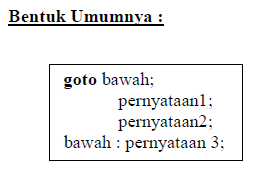 Bentuk Umumnya :
goto bawah;
pernyataan1;
pernyataan2;
bawah : pernyataan 3;